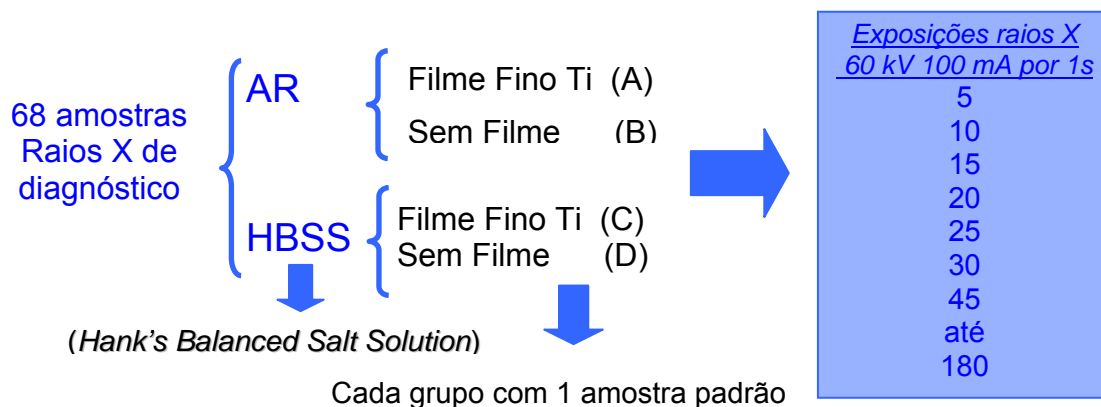 68 amostras
Raios X de
diagnóstico
AR
Filme Fino Ti (A)
Sem Filme (B)
HBSS
Filme Fino Ti (C)
Sem Filme (D)
(Hank's Balanced Salt Solution)
Cada grupo com 1 amostra padrão
Exposições raios X
60 kV 100 mA por 1s
5
10
15
20
25
30
45
até
180